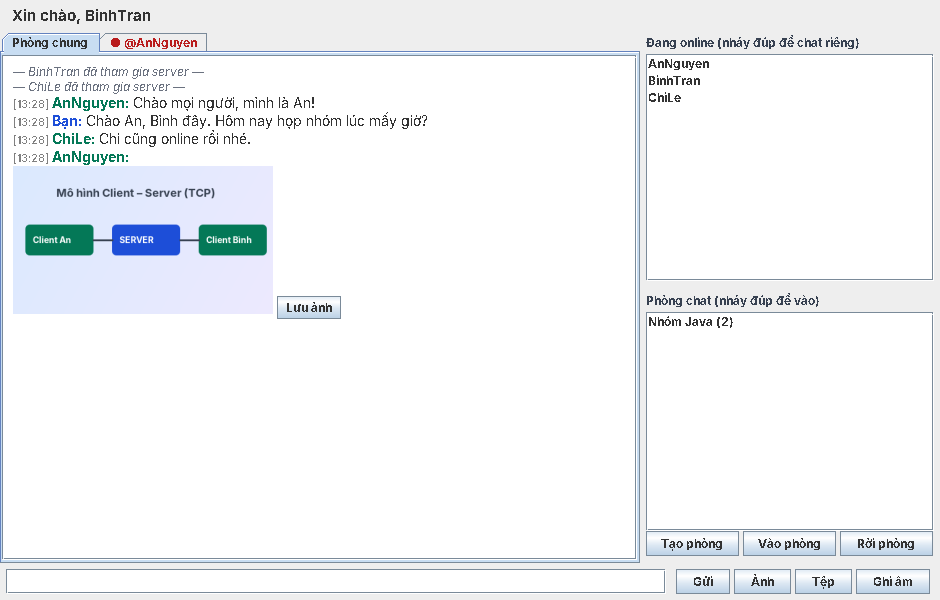 Xin chào, BinhTran
Phòng chung
@AnNguyen
— BinhTran đã tham gia server —
— ChiLe đã tham gia server —
[13:28] AnNguyen: Chào mọi người, mình là An!
[13:28] Bạn: Chào An, Bình đây. Hôm nay họp nhóm lúc mấy giờ?
[13:28] ChiLe: Chi cũng online rồi nhé.
[13:28] AnNguyen:
Mô hình Client – Server (TCP)
Client An
SERVER
Client Bình
Lưu ảnh
Đang online (nháy đúp để chat riêng)
AnNguyen
BinhTran
ChiLe
Phòng chat (nháy đúp để vào)
Nhóm Java (2)
Tạo phòng
Vào phòng
Rời phòng
Gửi
Ảnh
Tệp
Ghi âm